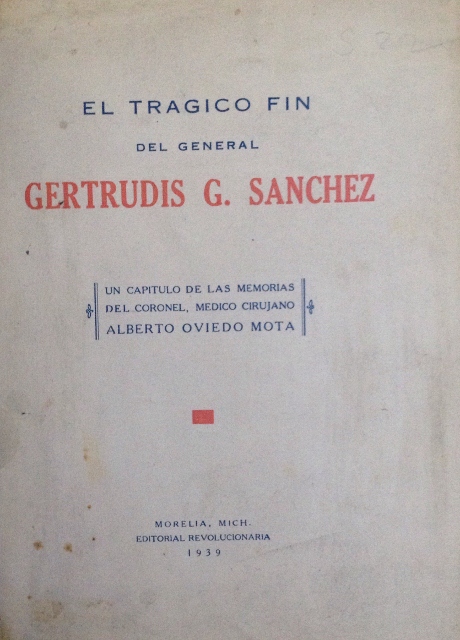 EL TRAGICO FIN
DEL GENERAL
GERTRUDIS G. SANCHEZ
UN CAPITULO DE LAS MEMORIAS
DEL CORONEL, MEDICO CIRUJANO
ALBERTO OVIEDO MOTA
MORELIA, MICH.
EDITORIAL REVOLUCIONARIA
1939